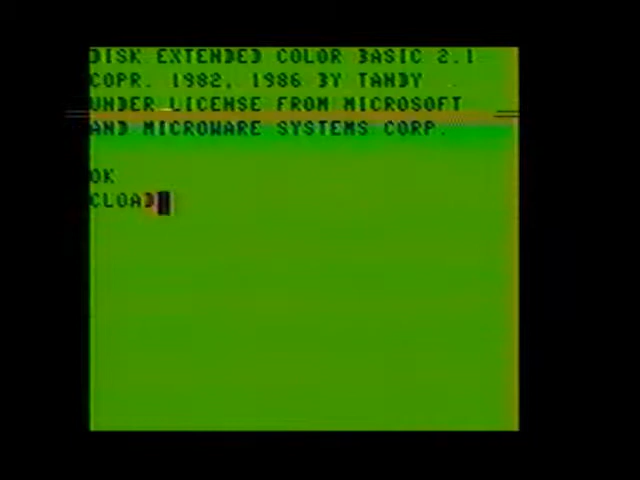 DISK EXTENDED COLOR BASIC 2.1
COPR. 1982, 1986 BY TANDY
UNDER LICENSE FROM MICROSOFT
AND MICROWARE SYSTEMS CORP.
OK
CLOAD